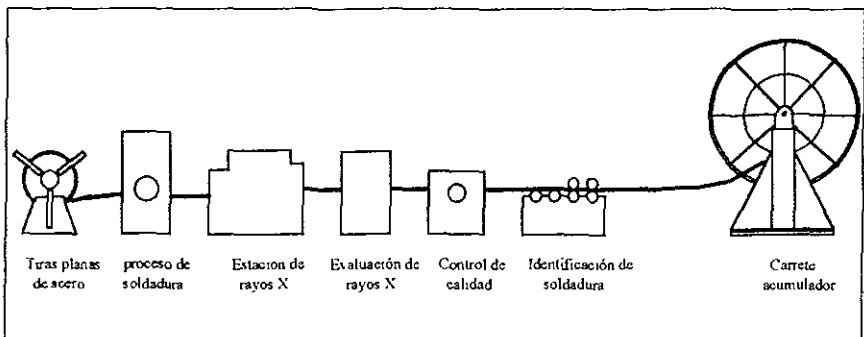 Tiras planas
de acero
proceso de
soldadura
Estación de
rayos X
Evaluación de
rayos X
Control de
calidad
Identificación de
soldadura
Carrete
acumulador